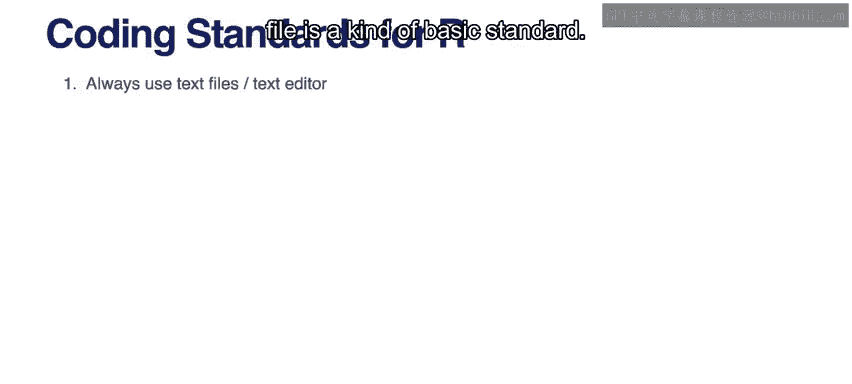 Coding Standards for R
file is a kind of basic standard.
1. Always use text files / text editor